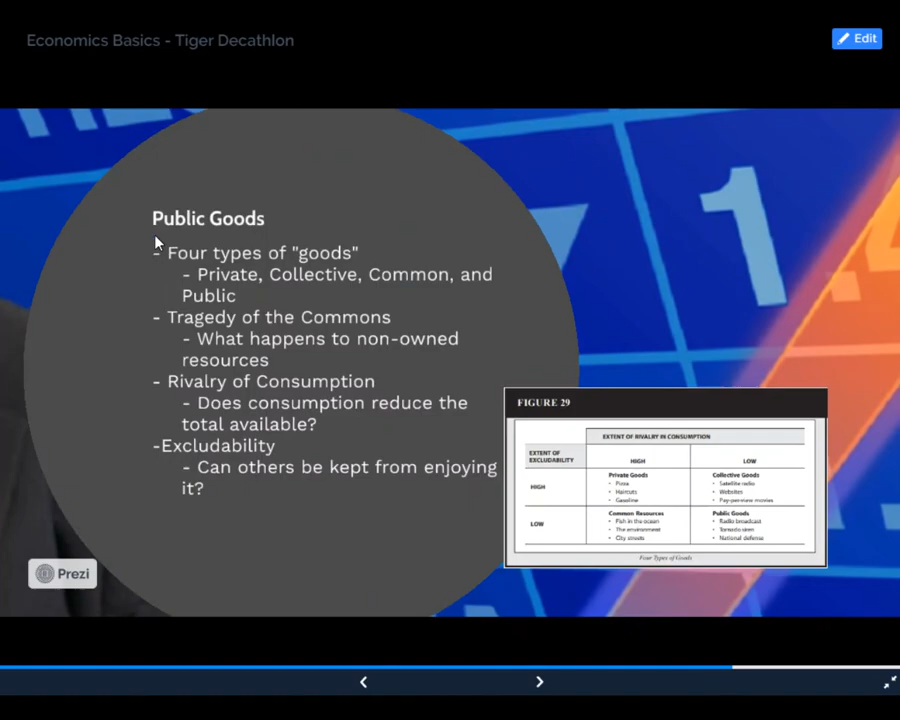 Economics Basics - Tiger Decathlon
Edit
1
Public Goods
- Four types of "goods"
- Private, Collective, Common, and
Public
- Tragedy of the Commons
- What happens to non-owned
resources
- Rivalry of Consumption
- Does consumption reduce the
total available?
-Excludability
- Can others be kept from enjoying
it?
FIGURE 29
EXTENT OF RIVALRY IN CONSUMPTION
EXTENT OF
EXCLUDABILITY
HIGH
LOW
HIGH
Private Goods
• Pizza
• Haircuts
• Gasoline
Collective Goods
• Satellite radio
• Websites
• Pay-per-view movies
LOW
Common Resources
• Fish in the ocean
• The environment
• City streets
Public Goods
• Radio broadcast
• Tornado siren
• National defense
Four Types of Goods
Prezi